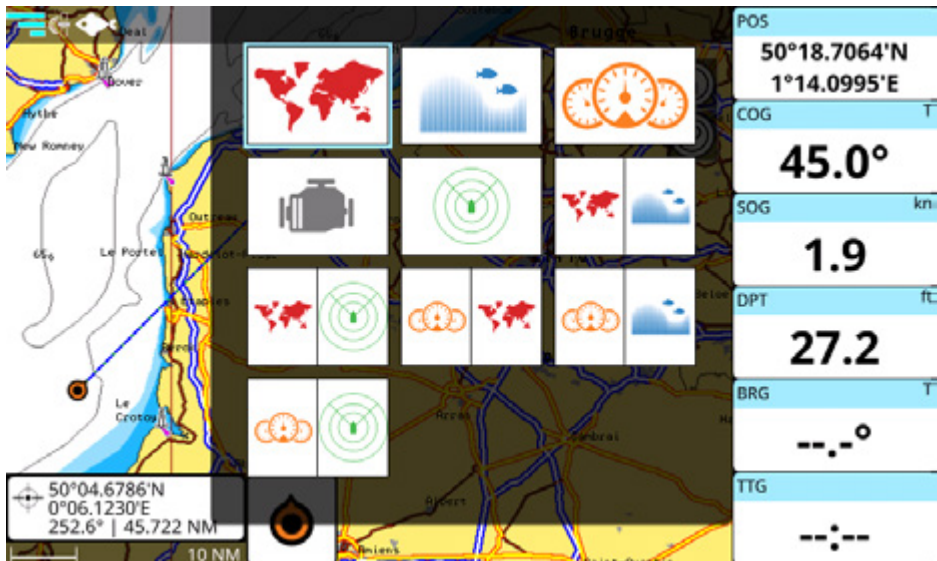 Deal
Dover
Hythe
New Romney
Brugge
3
Outreau
65₆
Le Portel
Etaples
Berck
Le
Crotoy
Arras
Cambrai
Albert
Amiens
50°04.6786'N
0°06.1230'E
252.6° | 45.722 NM
10 NM
POS
50°18.7064'N
1°14.0995'E
COG T
45.0°
SOG kn
1.9
DPT ft
27.2
BRG T
--.-°
TTG
--:--